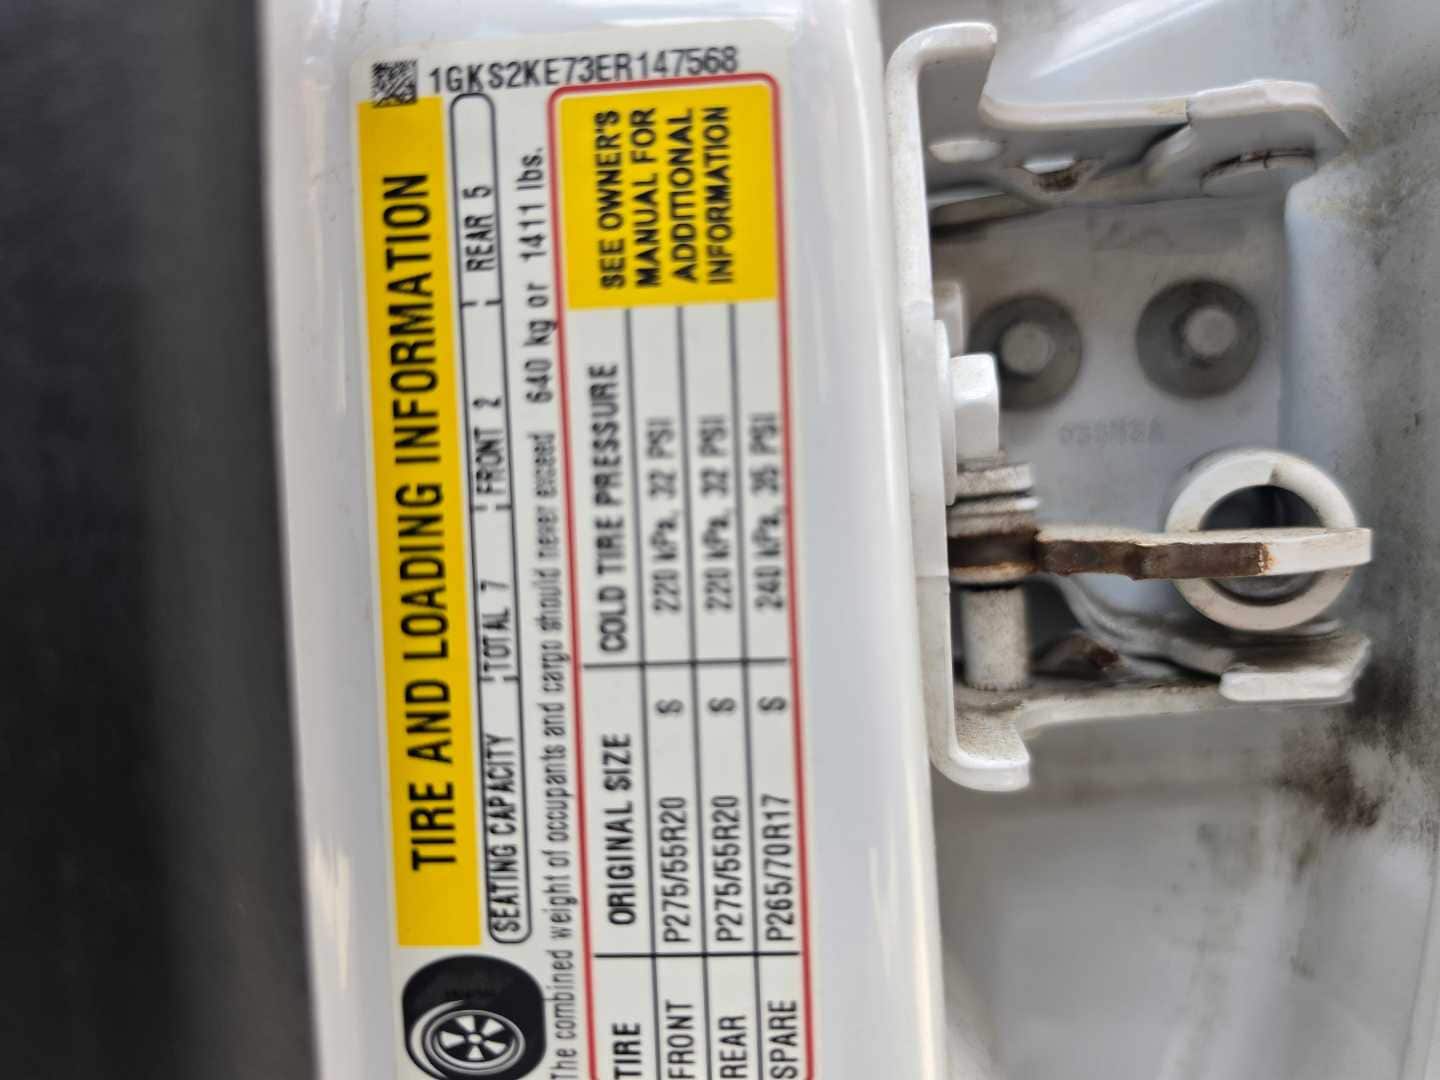 1GKS2KE73ER147568
TIRE AND LOADING INFORMATION
SEATING CAPACITY TOTAL 7 FRONT 2 REAR 5
The combined weight of occupants and cargo should never exceed 640 kg or 1411 lbs.
TIRE ORIGINAL SIZE COLD TIRE PRESSURE
FRONT P275/55R20 S 220 kPa, 32 PSI
REAR P275/55R20 S 220 kPa, 32 PSI
SPARE P265/70R17 S 240 kPa, 35 PSI
SEE OWNER'S
MANUAL FOR
ADDITIONAL
INFORMATION